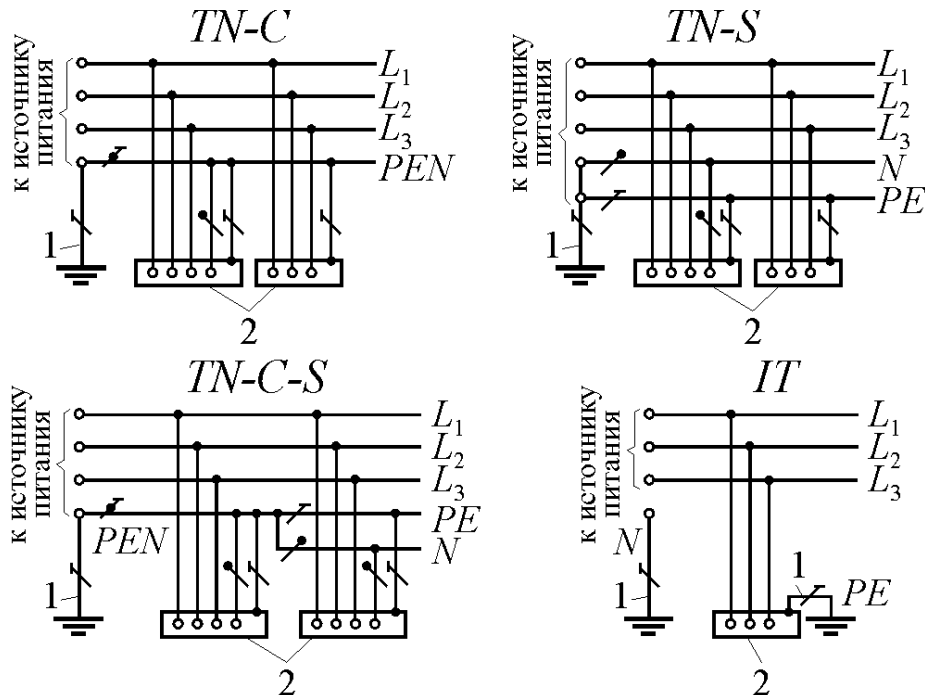 TN-C
к источнику
питания
L1
L2
L3
PEN
1
2
TN-S
к источнику
питания
L1
L2
L3
N
PE
1
2
TN-C-S
к источнику
питания
L1
L2
L3
PE
PEN
N
1
2
IT
к источнику
питания
L1
L2
L3
N
1
PE
1
2